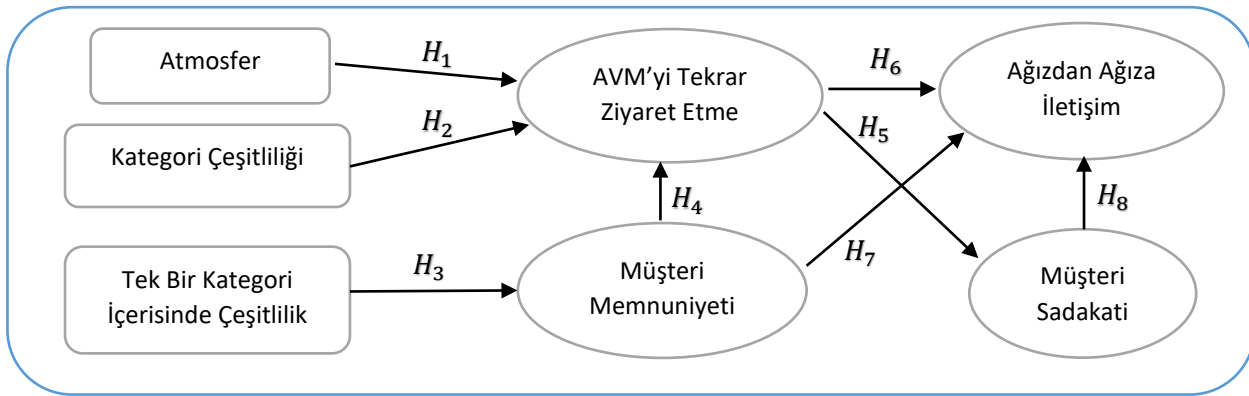 Atmosfer
H₁
AVM’yi Tekrar
Ziyaret Etme
H₆
Ağızdan Ağıza
İletişim
Kategori Çeşitliliği
H₂
H₅
H₄
H₈
Tek Bir Kategori
İçerisinde Çeşitlilik
H₃
Müşteri
Memnuniyeti
H₇
Müşteri
Sadakati